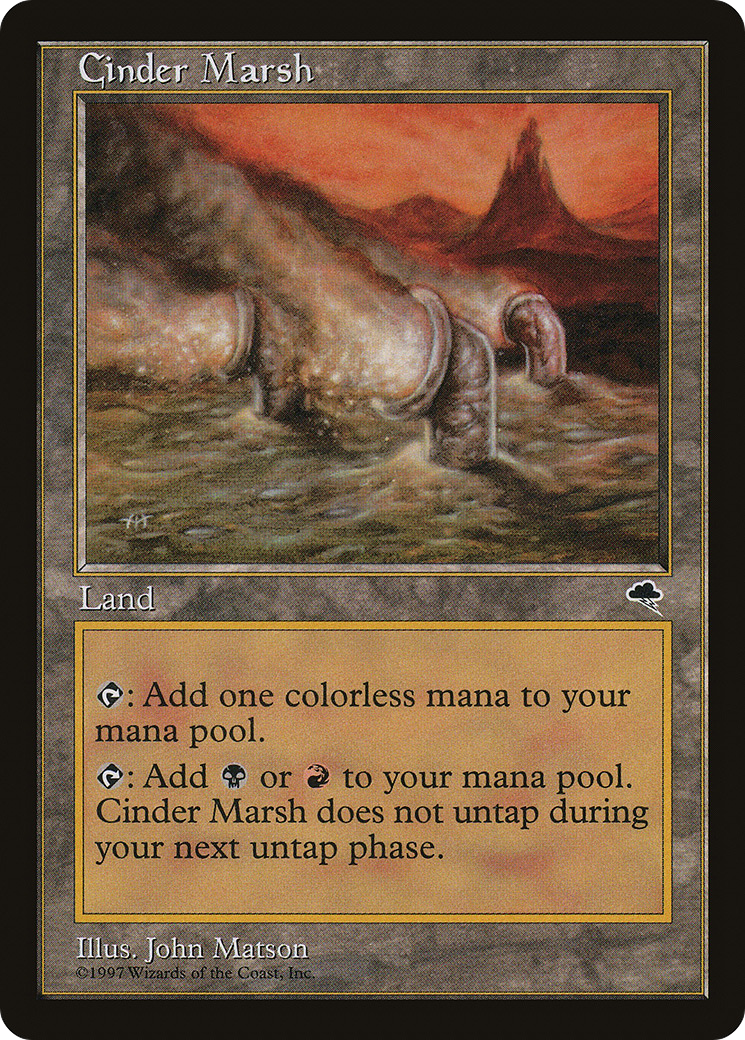 Cinder Marsh
Land
: Add one colorless mana to your
mana pool.
: Add or to your mana pool.
Cinder Marsh does not untap during
your next untap phase.
Illus. John Matson
©1997 Wizards of the Coast, Inc.